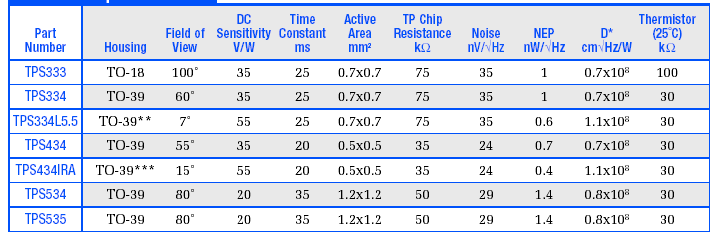 Part Number Housing Field of View DC Sensitivity V/W Time Constant ms Active Area mm² TP Chip Resistance kΩ Noise nV/√Hz NEP nW/√Hz D* cm√Hz/W Thermistor (25°C) kΩ
TPS333 TO-18 100° 35 25 0.7x0.7 75 35 1 0.7x10⁸ 100
TPS334 TO-39 60° 35 25 0.7x0.7 75 35 1 0.7x10⁸ 30
TPS334L5.5 TO-39** 7° 55 25 0.7x0.7 75 35 0.6 1.1x10⁸ 30
TPS434 TO-39 55° 35 20 0.5x0.5 35 24 0.7 0.7x10⁸ 30
TPS434IRA TO-39*** 15° 55 20 0.5x0.5 35 24 0.4 1.1x10⁸ 30
TPS534 TO-39 80° 20 35 1.2x1.2 50 29 1.4 0.8x10⁸ 30
TPS535 TO-39 80° 20 35 1.2x1.2 50 29 1.4 0.8x10⁸ 30